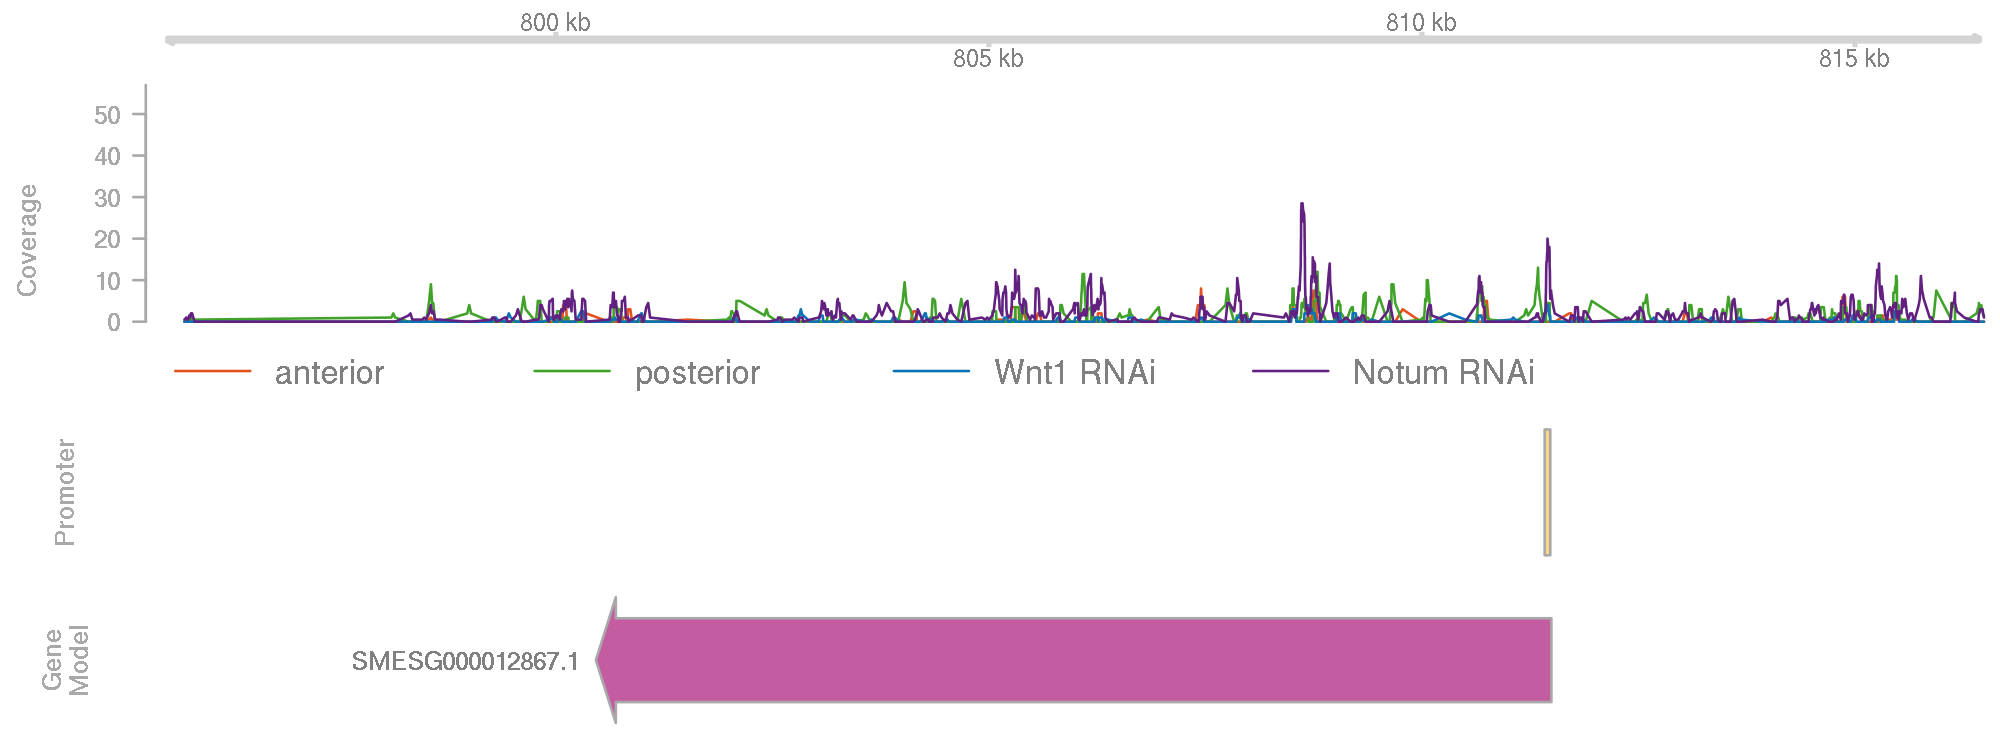 800 kb
810 kb
805 kb
815 kb
Coverage
50
40
30
20
10
0
anterior
posterior
Wnt1 RNAi
Notum RNAi
Promoter
Gene
Model
SMESG000012867.1